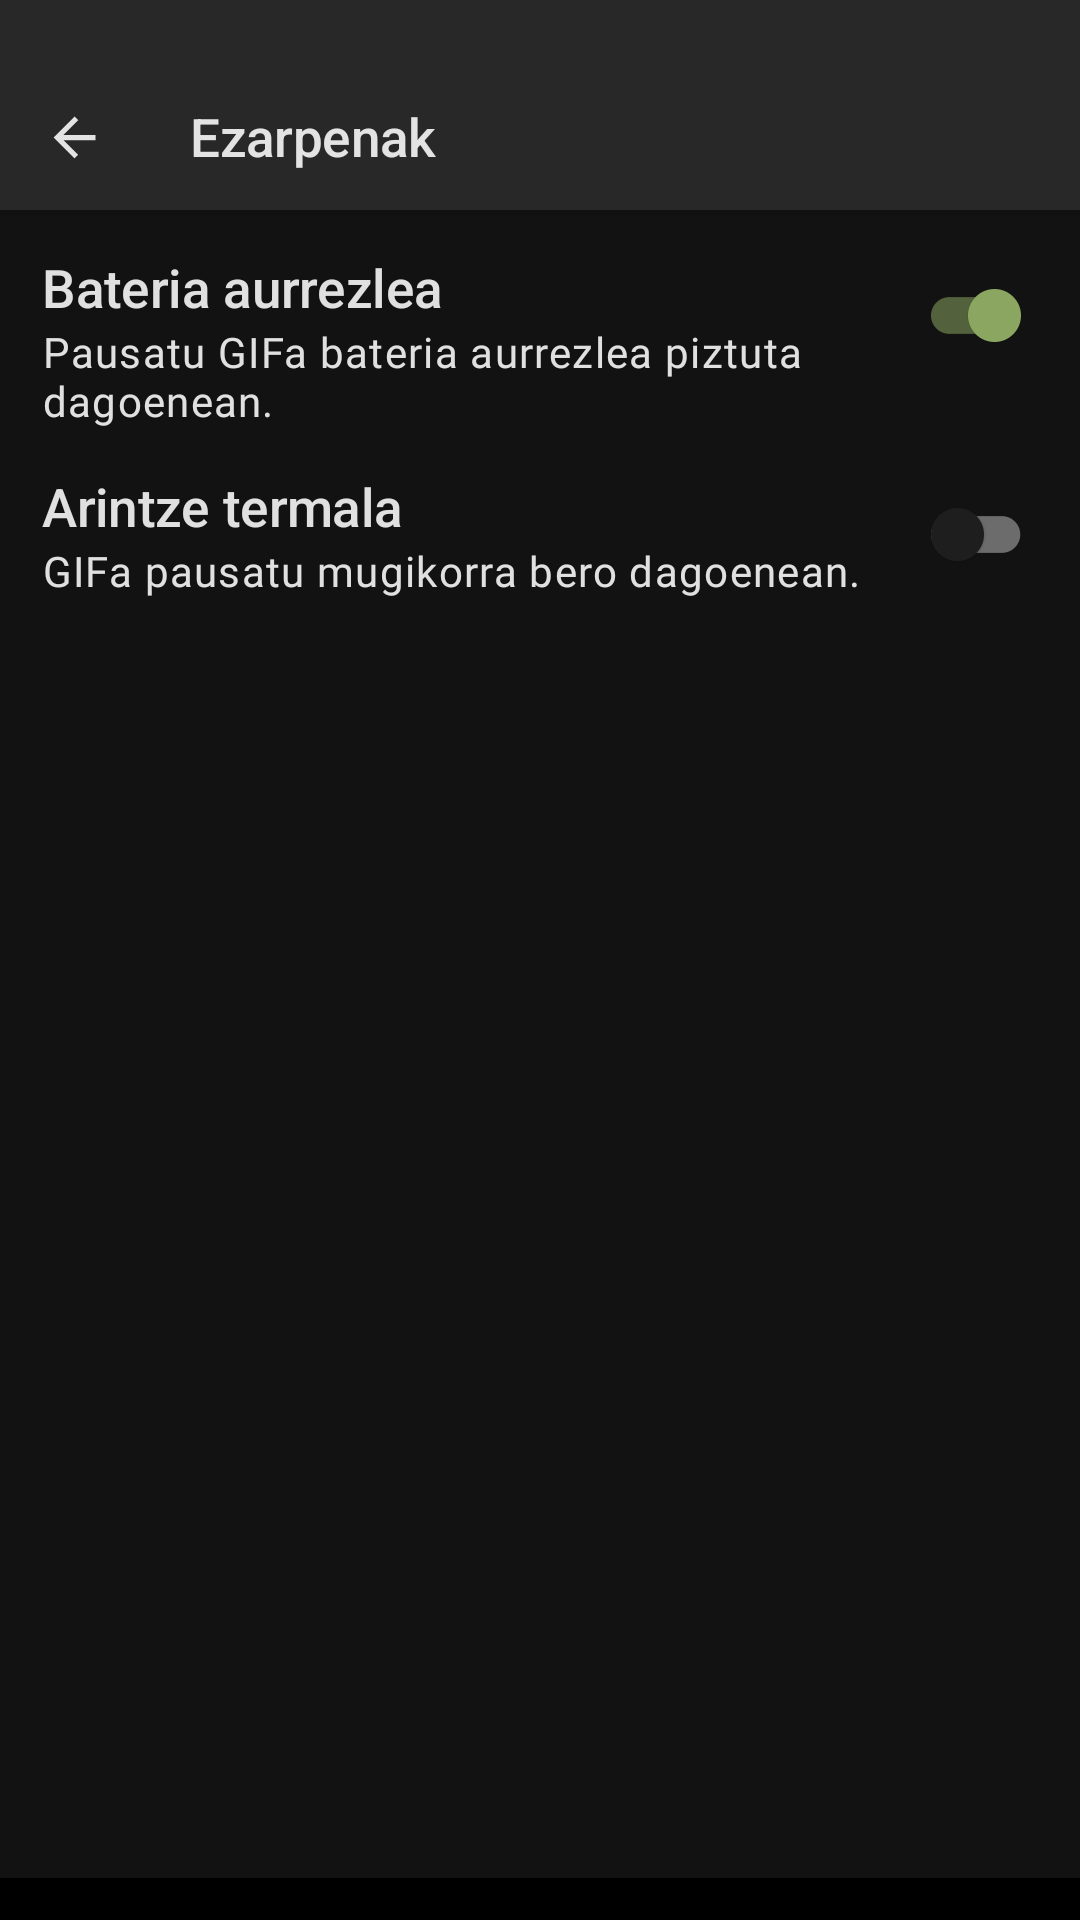 Ezarpenak
Bateria aurrezlea
Pausatu GIFa bateria aurrezlea piztuta
dagoenean.
Arintze termala
GIFa pausatu mugikorra bero dagoenean.